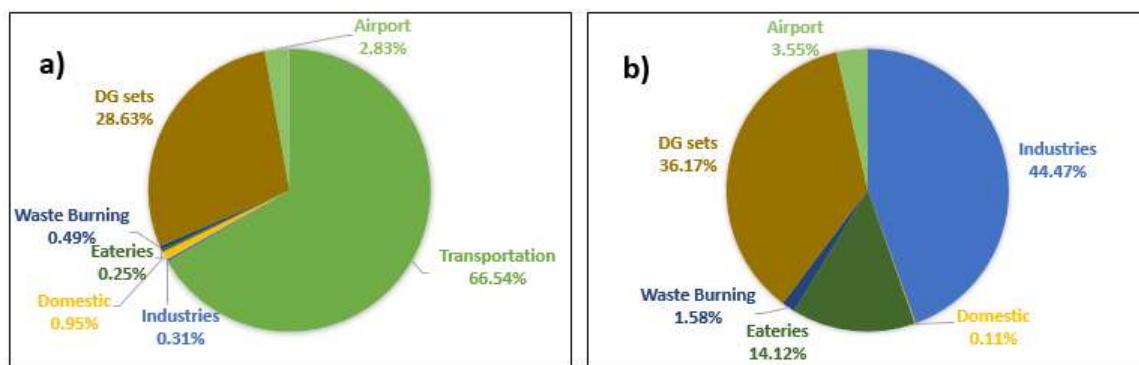 a)
Airport
2.83%
DG sets
28.63%
Waste Burning
0.49%
Eateries
0.25%
Domestic
0.95%
Industries
0.31%
Transportation
66.54%
b)
Airport
3.55%
DG sets
36.17%
Industries
44.47%
Waste Burning
1.58%
Eateries
14.12%
Domestic
0.11%